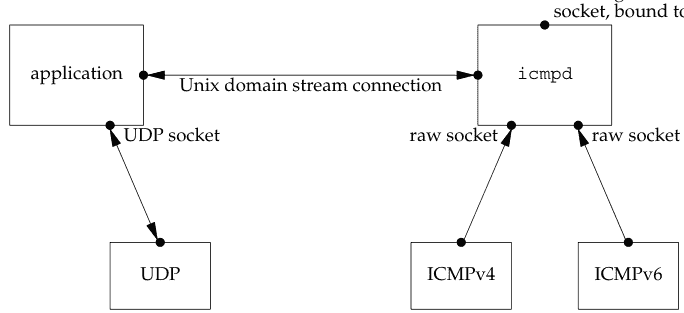 socket, bound to
application
icmpd
Unix domain stream connection
UDP socket
raw socket
raw socket
UDP
ICMPv4
ICMPv6